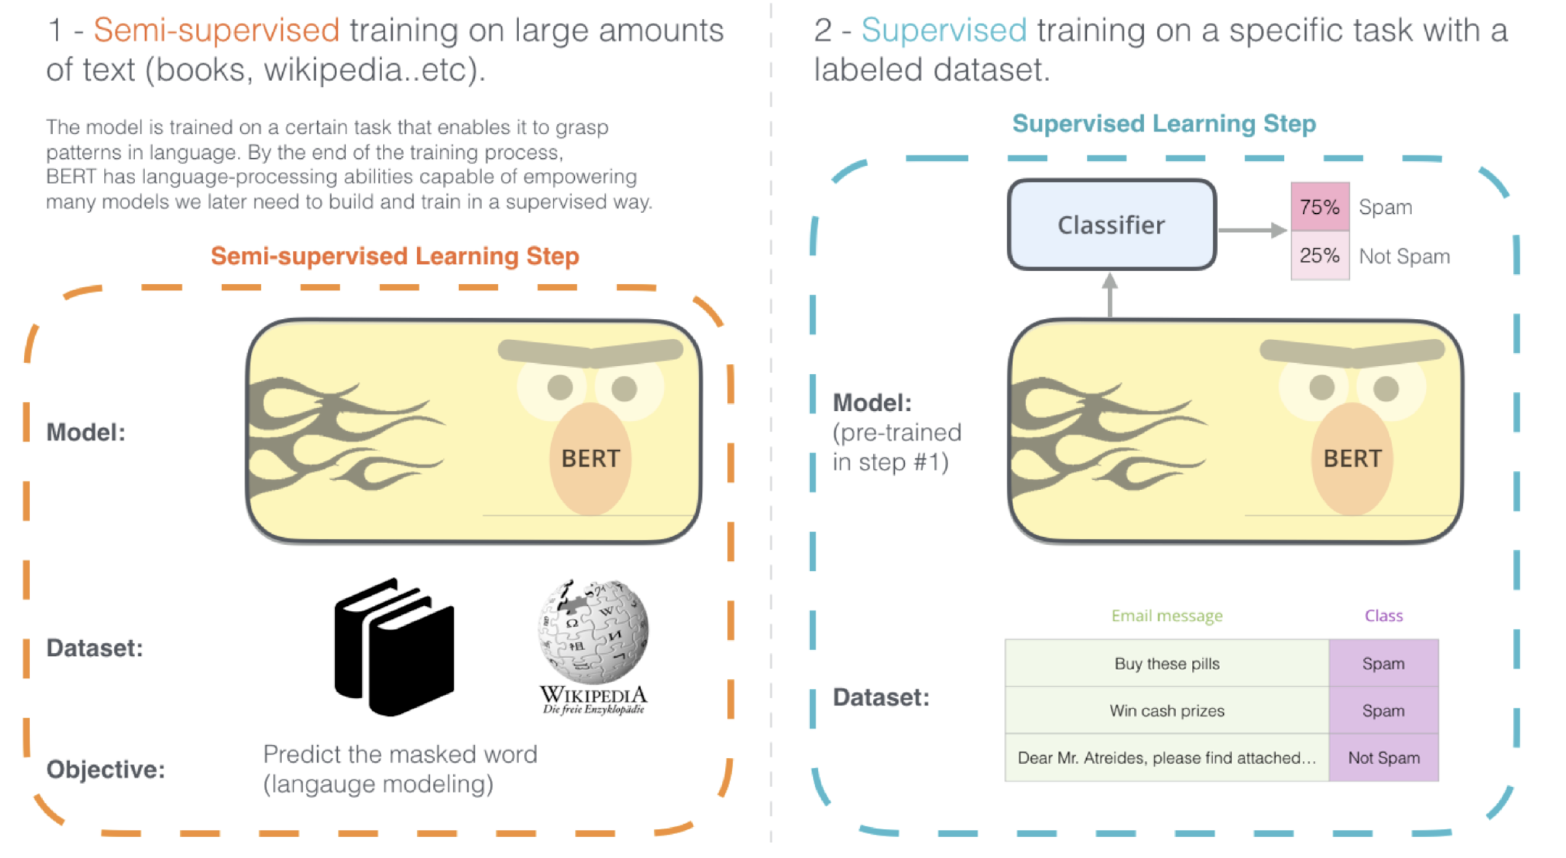 1 - Semi-supervised training on large amounts
of text (books, wikipedia..etc).
The model is trained on a certain task that enables it to grasp
patterns in language. By the end of the training process,
BERT has language-processing abilities capable of empowering
many models we later need to build and train in a supervised way.
Semi-supervised Learning Step
Model:
BERT
Dataset:
WIKIPEDIA
Die freie Enzyklopädie
Objective:
Predict the masked word
(langauge modeling)
2 - Supervised training on a specific task with a
labeled dataset.
Supervised Learning Step
Classifier
75% Spam
25% Not Spam
Model:
(pre-trained
in step #1)
BERT
Dataset:
Email message Class
Buy these pills Spam
Win cash prizes Spam
Dear Mr. Atreides, please find attached... Not Spam